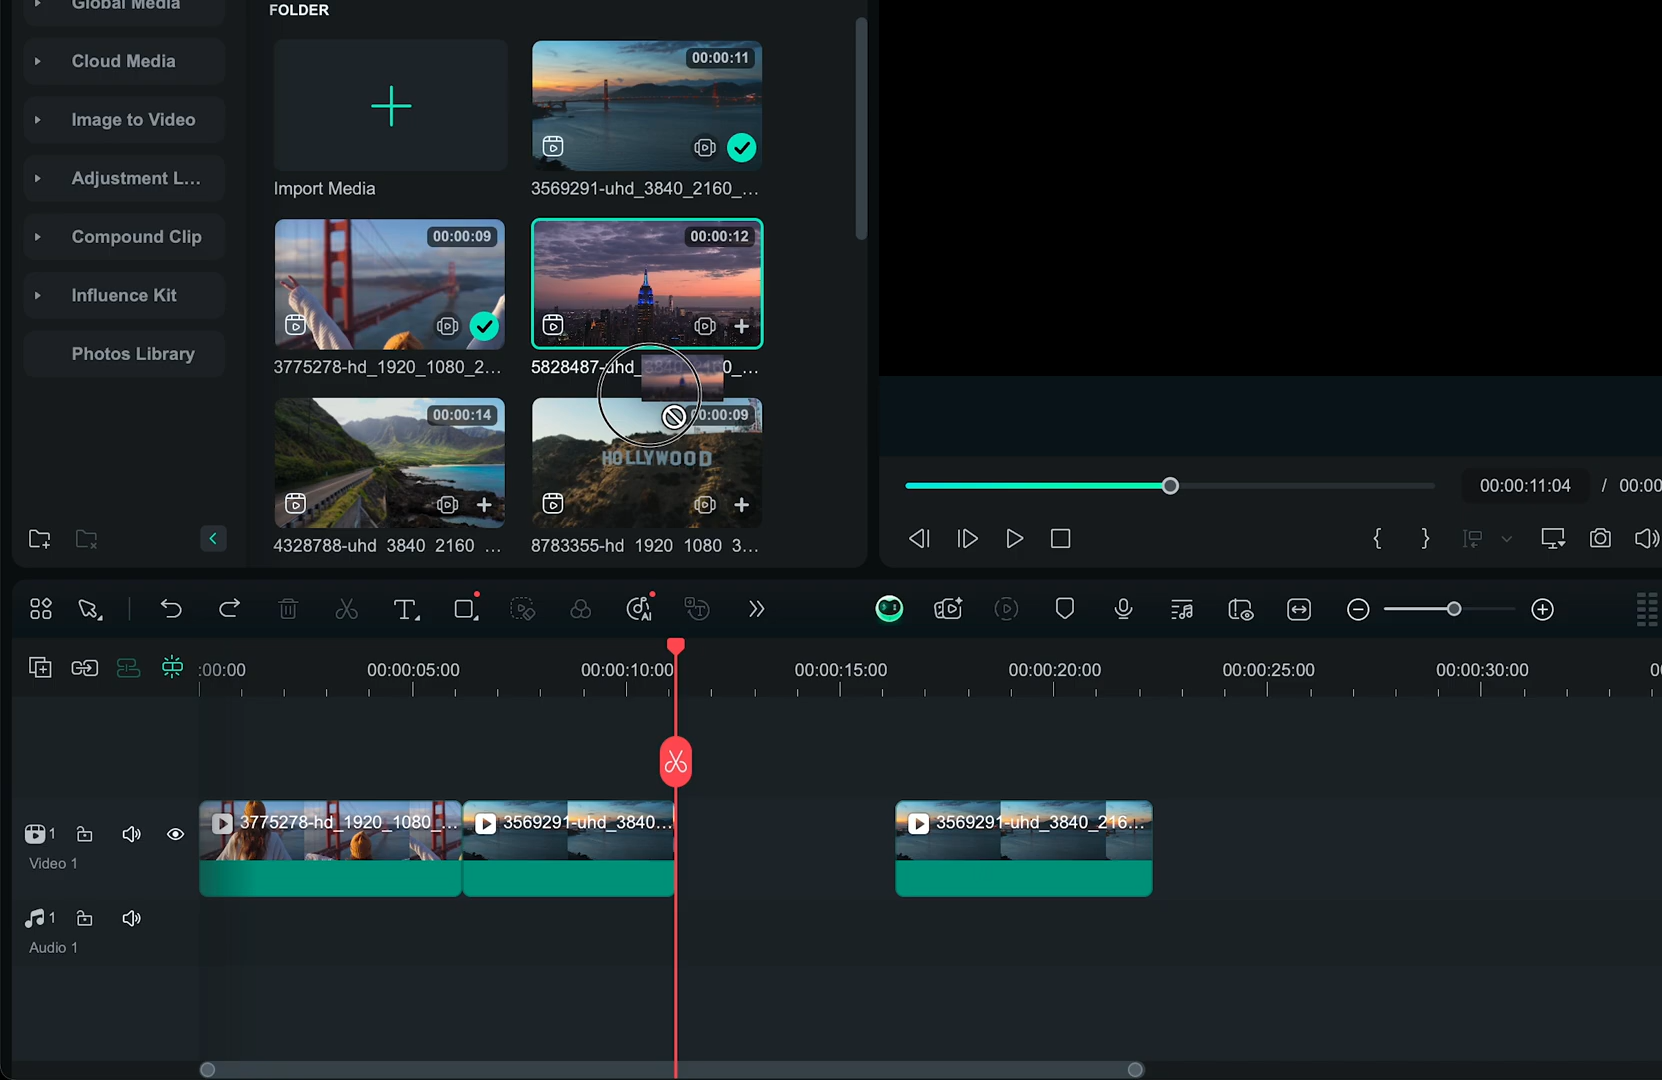 Global Media
FOLDER
Cloud Media
Image to Video
Adjustment L...
Compound Clip
Influence Kit
Photos Library
00:00:11
Import Media
3569291-uhd_3840_2160_...
00:00:09
00:00:12
3775278-hd_1920_1080_2...
5828487-uhd_3840_2160_...
00:00:14
00:00:09
HOLLYWOOD
4328788-uhd 3840 2160 ...
8783355-hd 1920 1080 3...
00:00:11:04 / 00:00
:00:00
00:00:05:00
00:00:10:00
00:00:15:00
00:00:20:00
00:00:25:00
00:00:30:00
3775278-hd_1920_1080_...
3569291-uhd_3840...
3569291-uhd_3840_216...
1
Video 1
1
Audio 1